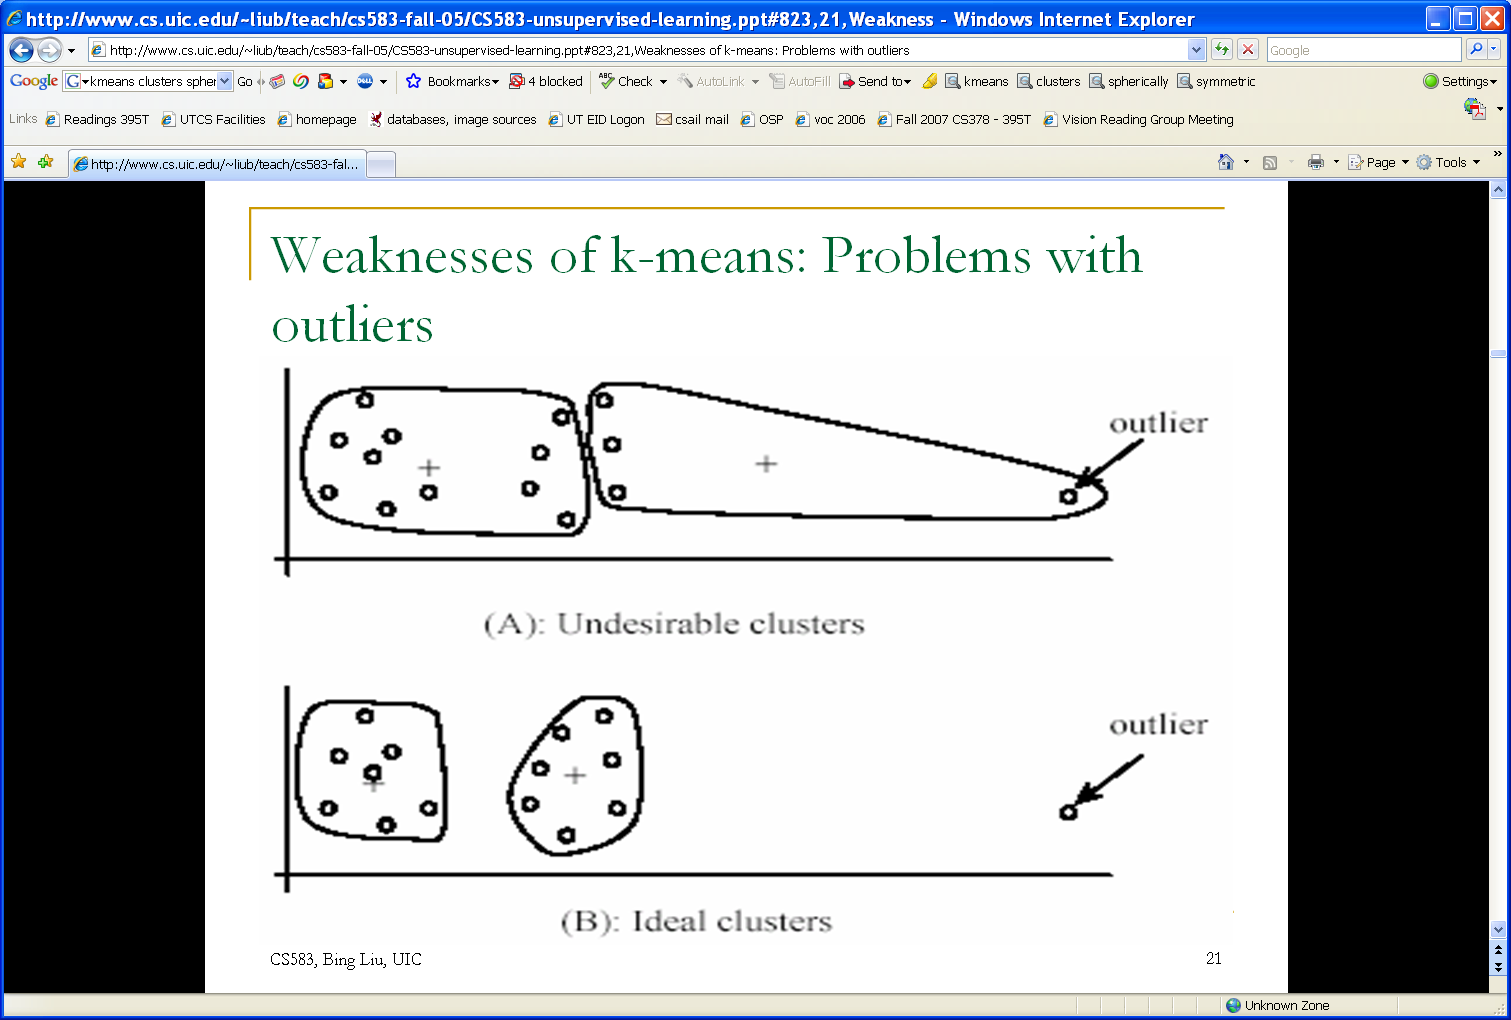 http://www.cs.uic.edu/~liub/teach/cs583-fall-05/CS583-unsupervised-learning.ppt#823,21,Weakness - Windows Internet Explorer
http://www.cs.uic.edu/~liub/teach/cs583-fall-05/CS583-unsupervised-learning.ppt#823,21,Weaknesses of k-means: Problems with outliers
Google
Google G kmeans clusters spher Go DELL Bookmarks 4 blocked ABC Check AutoLink AutoFill Send to kmeans clusters spherically symmetric Settings
Links Readings 395T UTCS Facilities homepage databases, image sources UT EID Logon csail mail OSP voc 2006 Fall 2007 CS378 - 395T Vision Reading Group Meeting
http://www.cs.uic.edu/~liub/teach/cs583-fal... Page Tools
Weaknesses of k-means: Problems with
outliers
outlier
(A): Undesirable clusters
outlier
(B): Ideal clusters
CS583, Bing Liu, UIC 21
Unknown Zone